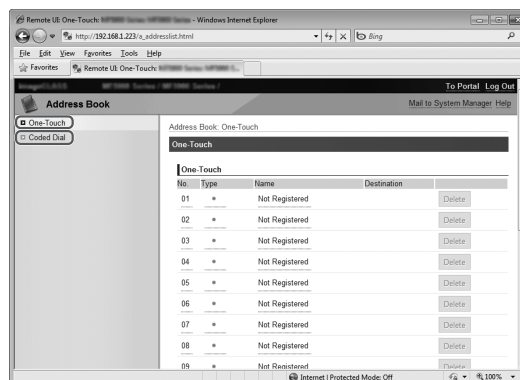 Remote UI: One-Touch: - Windows Internet Explorer
http://192.168.1.223/a_addresslist.html
Bing
File Edit View Favorites Tools Help
Favorites
Remote UI: One-Touch:
To Portal Log Out
Address Book
Mail to System Manager Help
One-Touch
Coded Dial
Address Book: One-Touch
One-Touch
One-Touch
No. Type Name Destination
01 Not Registered Delete
02 Not Registered Delete
03 Not Registered Delete
04 Not Registered Delete
05 Not Registered Delete
06 Not Registered Delete
07 Not Registered Delete
08 Not Registered Delete
09 Not Registered Delete
Internet | Protected Mode: Off
100%